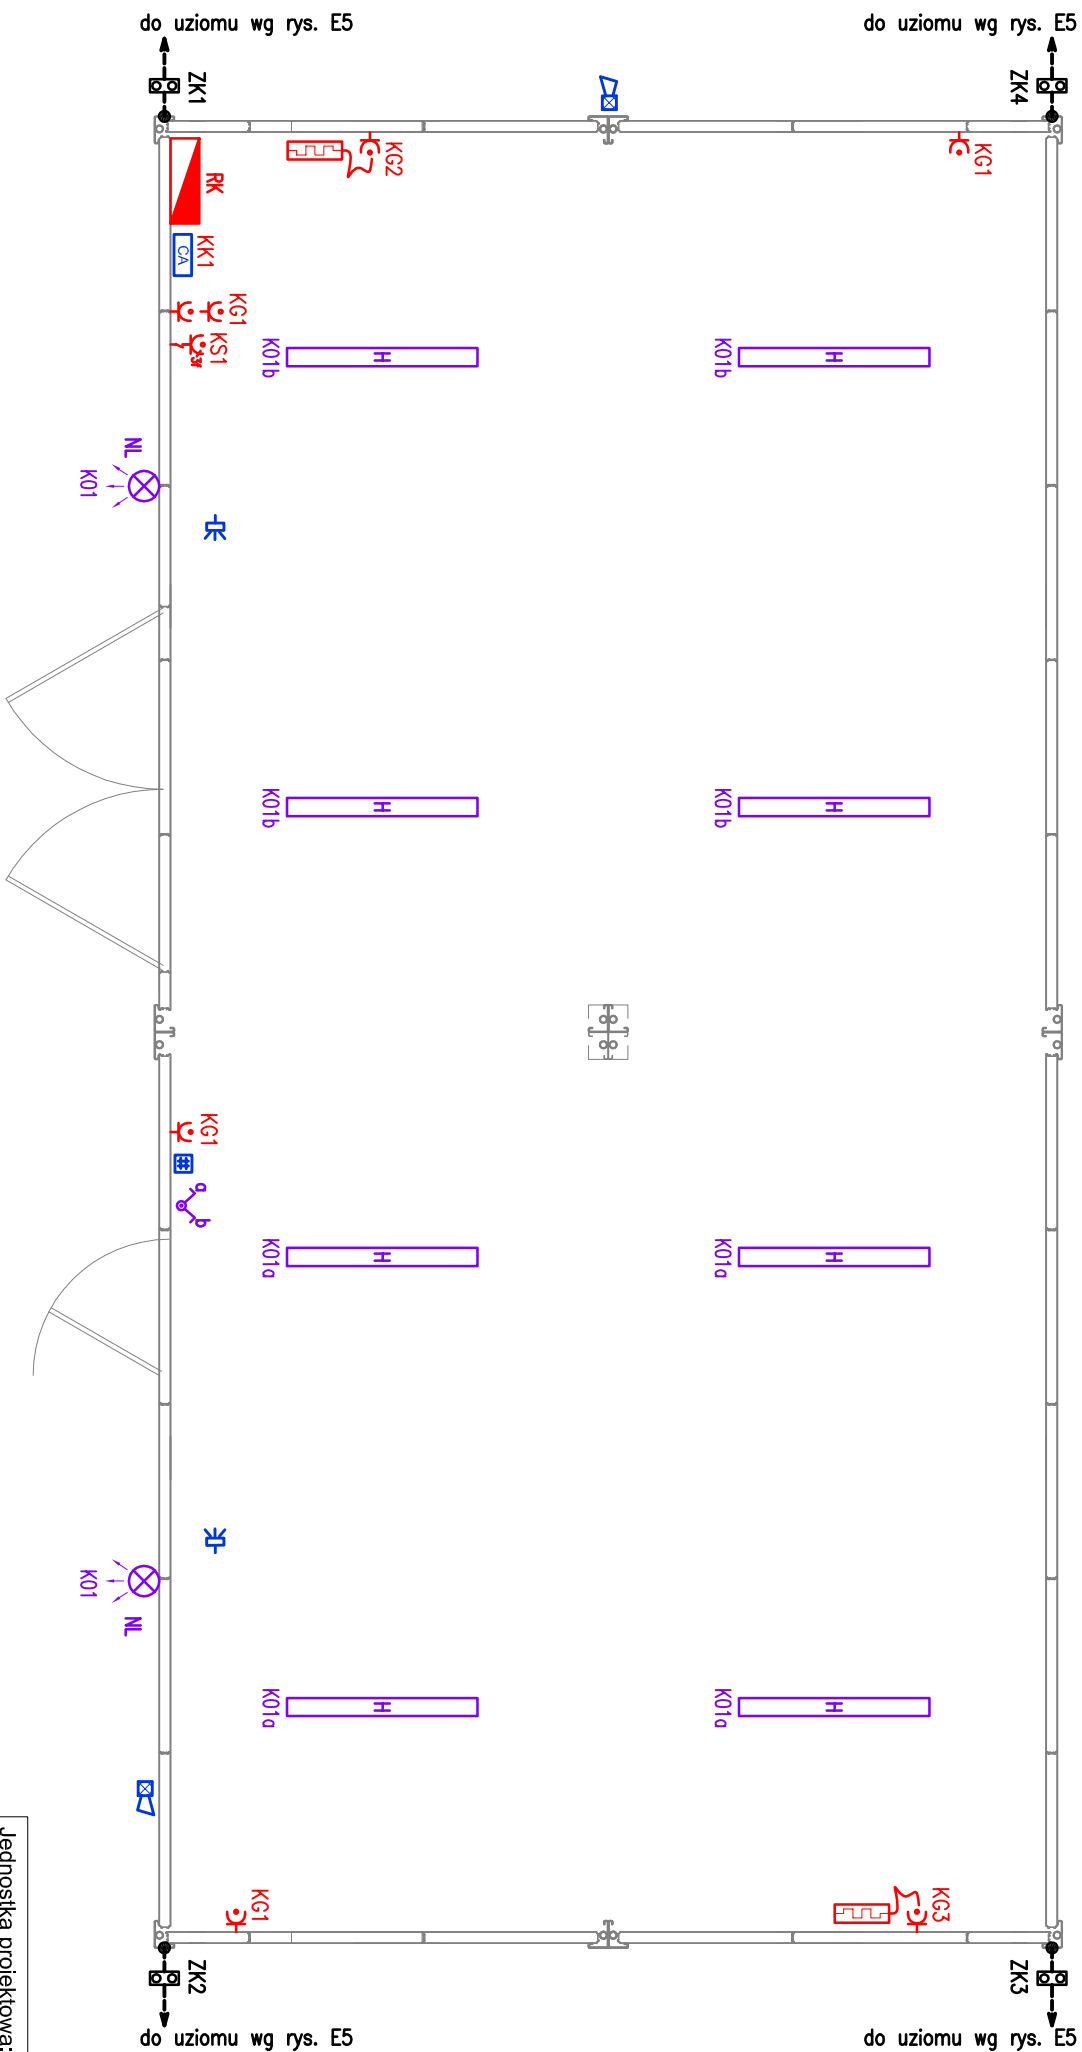 do uziomu wg rys. E5
do uziomu wg rys. E5
ZK1
ZK4
KG2
KG1
RK
KK1
CA
KG1
KS1
K01b
K01b
NL
K01
K01b
K01b
KG1
a
b
K01a
K01a
K01
NL
K01a
K01a
KG1
KG3
ZK2
ZK3
do uziomu wg rys. E5
do uziomu wg rys. E5
Jednostka projektowa: